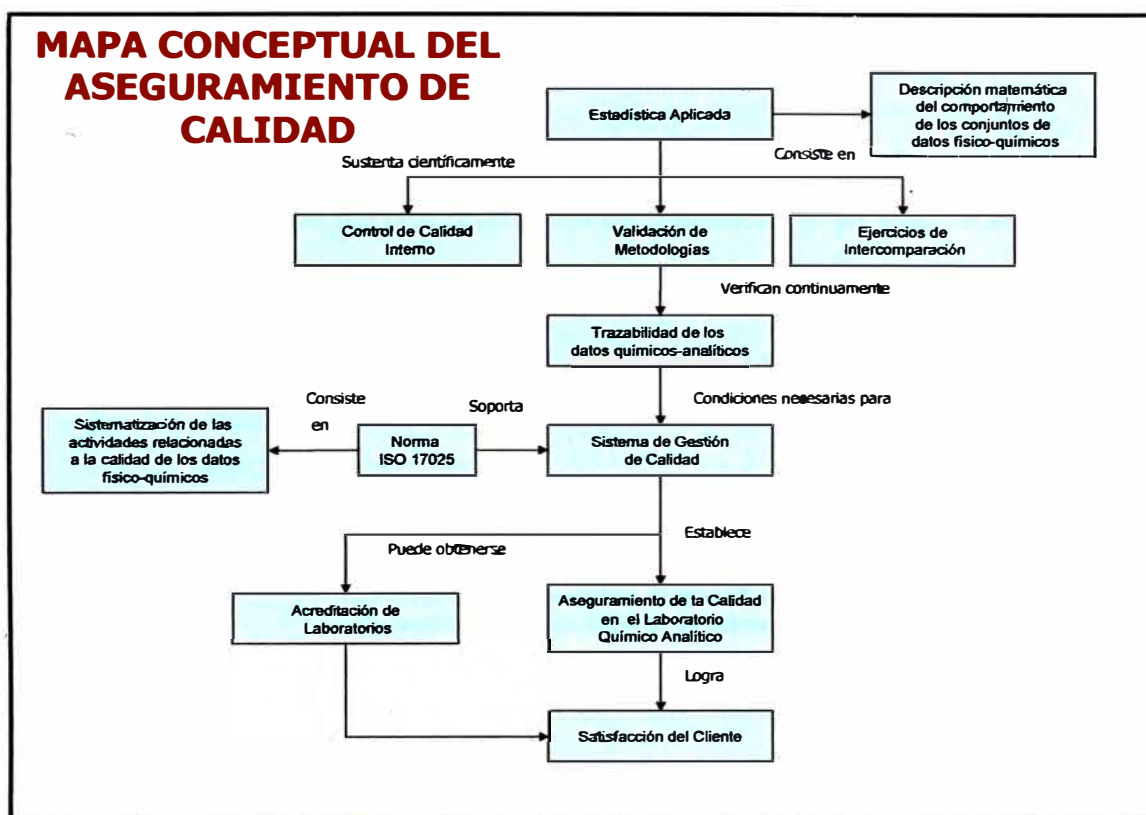 MAPA CONCEPTUAL DEL
ASEGURAMIENTO DE
CALIDAD
Estadística Aplicada
Descripción matemática
del comportamiento
de los conjuntos de
datos físico-químicos
Consiste en
Sustenta científicamente
Control de Calidad
Interno
Validación de
Metodologías
Ejercicios de
Intercomparación
Verifican continuamente
Trazabilidad de los
datos químicos-analíticos
Condiciones necesarias para
Consiste
en
Soporta
Sistematización de las
actividades relacionadas
a la calidad de los datos
físico-químicos
Norma
ISO 17025
Sistema de Gestión
de Calidad
Establece
Puede obtenerse
Acreditación de
Laboratorios
Aseguramiento de la Calidad
en el Laboratorio
Químico Analítico
Logra
Satisfacción del Cliente